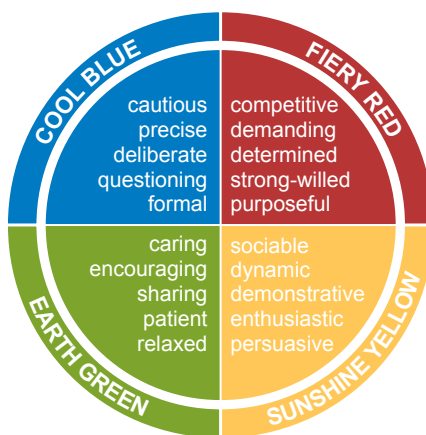 COOL BLUE
cautious
precise
deliberate
questioning
formal
FIERY RED
competitive
demanding
determined
strong-willed
purposeful
EARTH GREEN
caring
encouraging
sharing
patient
relaxed
SUNSHINE YELLOW
sociable
dynamic
demonstrative
enthusiastic
persuasive